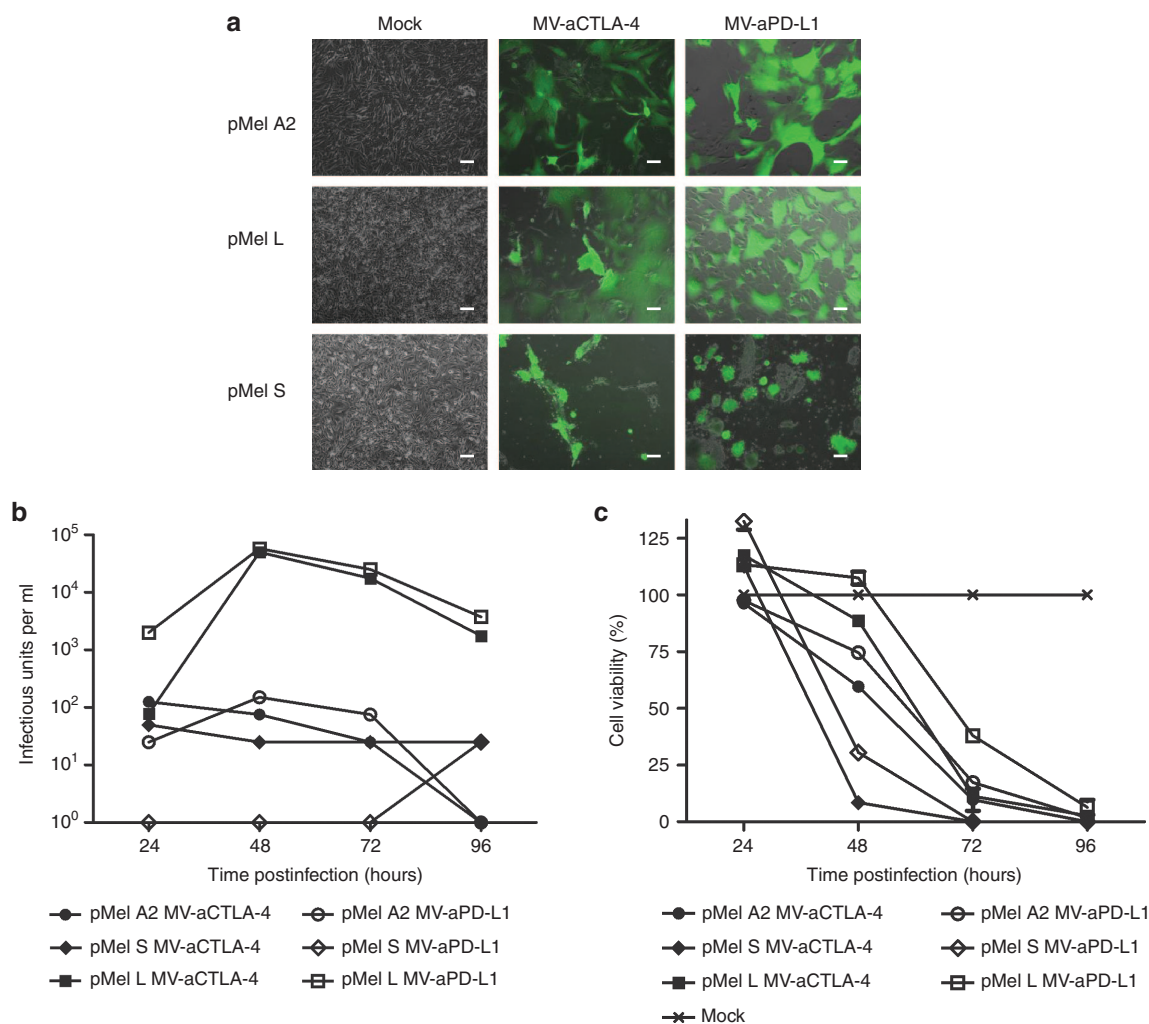 a
Mock MV-aCTLA-4 MV-aPD-L1
pMel A2
pMel L
pMel S
b
Infectious units per ml
10^5
10^4
10^3
10^2
10^1
10^0
24 48 72 96
Time postinfection (hours)
pMel A2 MV-aCTLA-4 pMel A2 MV-aPD-L1
pMel S MV-aCTLA-4 pMel S MV-aPD-L1
pMel L MV-aCTLA-4 pMel L MV-aPD-L1
c
Cell viability (%)
125
100
75
50
25
0
24 48 72 96
Time postinfection (hours)
pMel A2 MV-aCTLA-4 pMel A2 MV-aPD-L1
pMel S MV-aCTLA-4 pMel S MV-aPD-L1
pMel L MV-aCTLA-4 pMel L MV-aPD-L1
Mock